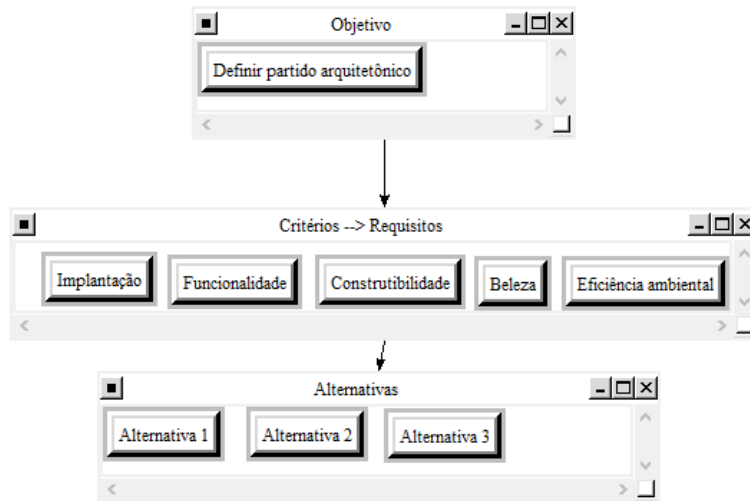 Objetivo
Definir partido arquitetônico
Critérios --> Requisitos
Implantação
Funcionalidade
Construtibilidade
Beleza
Eficiência ambiental
Alternativas
Alternativa 1
Alternativa 2
Alternativa 3